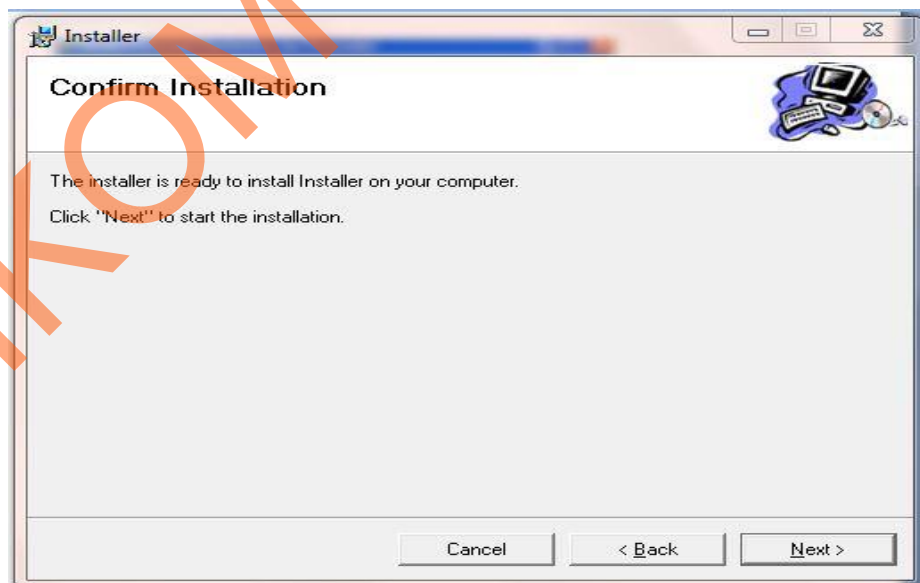 Installer
Confirm Installation
The installer is ready to install Installer on your computer.
Click "Next" to start the installation.
Cancel
< Back
Next >
KOM